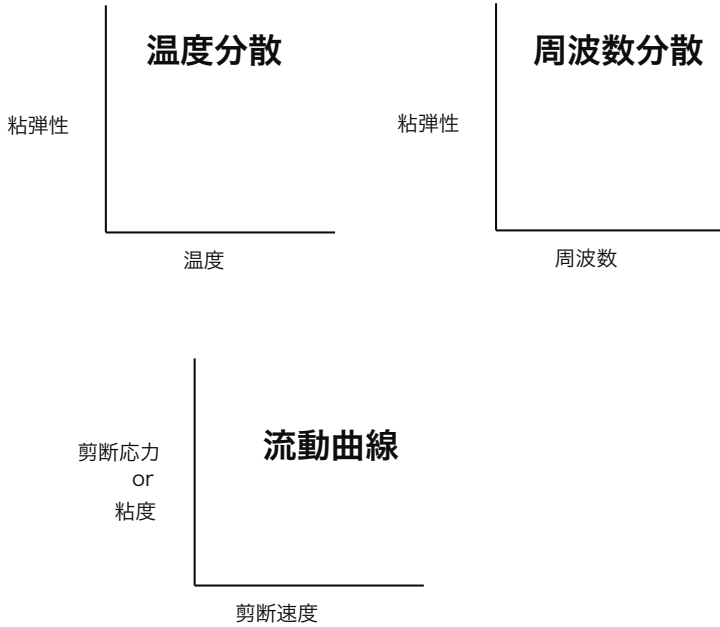 温度分散
粘弾性
温度
周波数分散
粘弾性
周波数
流動曲線
剪断応力
or
粘度
剪断速度